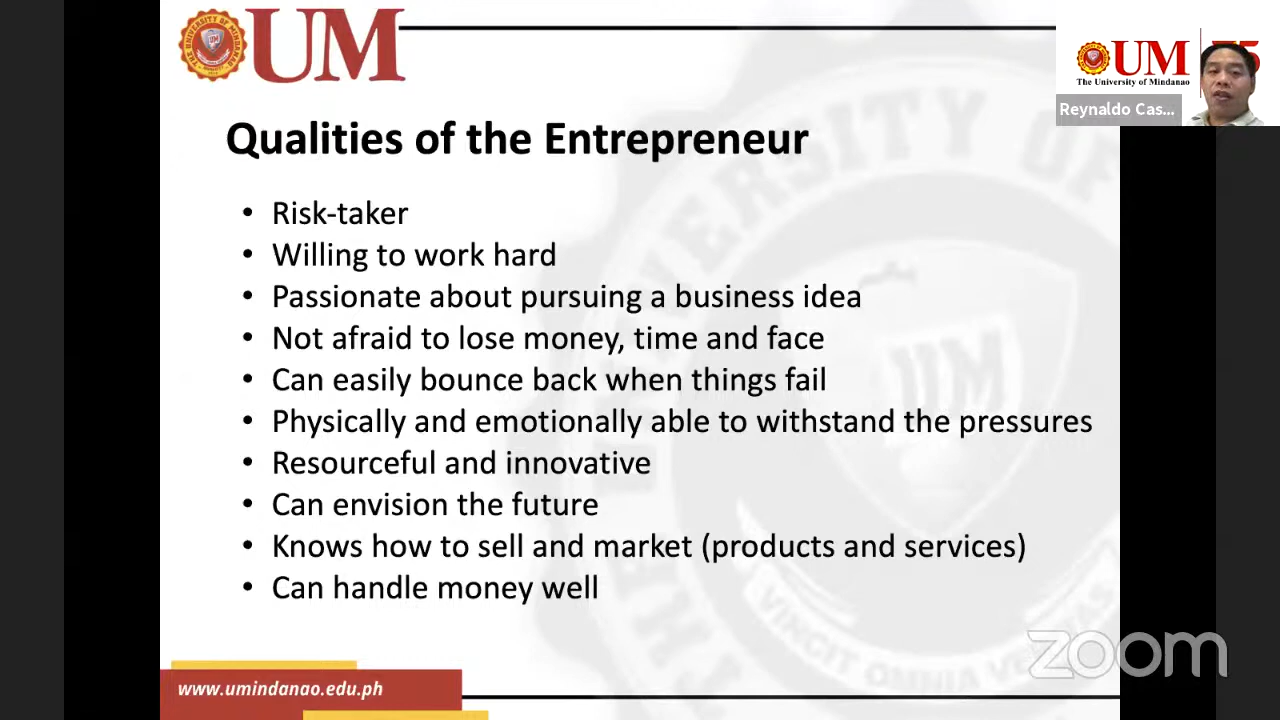 UM
UM
The University of Mindanao
Reynaldo Cas...
Qualities of the Entrepreneur
• Risk-taker
• Willing to work hard
• Passionate about pursuing a business idea
• Not afraid to lose money, time and face
• Can easily bounce back when things fail
• Physically and emotionally able to withstand the pressures
• Resourceful and innovative
• Can envision the future
• Knows how to sell and market (products and services)
• Can handle money well
zoom
www.umindanao.edu.ph